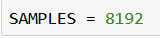 SAMPLES = 8192